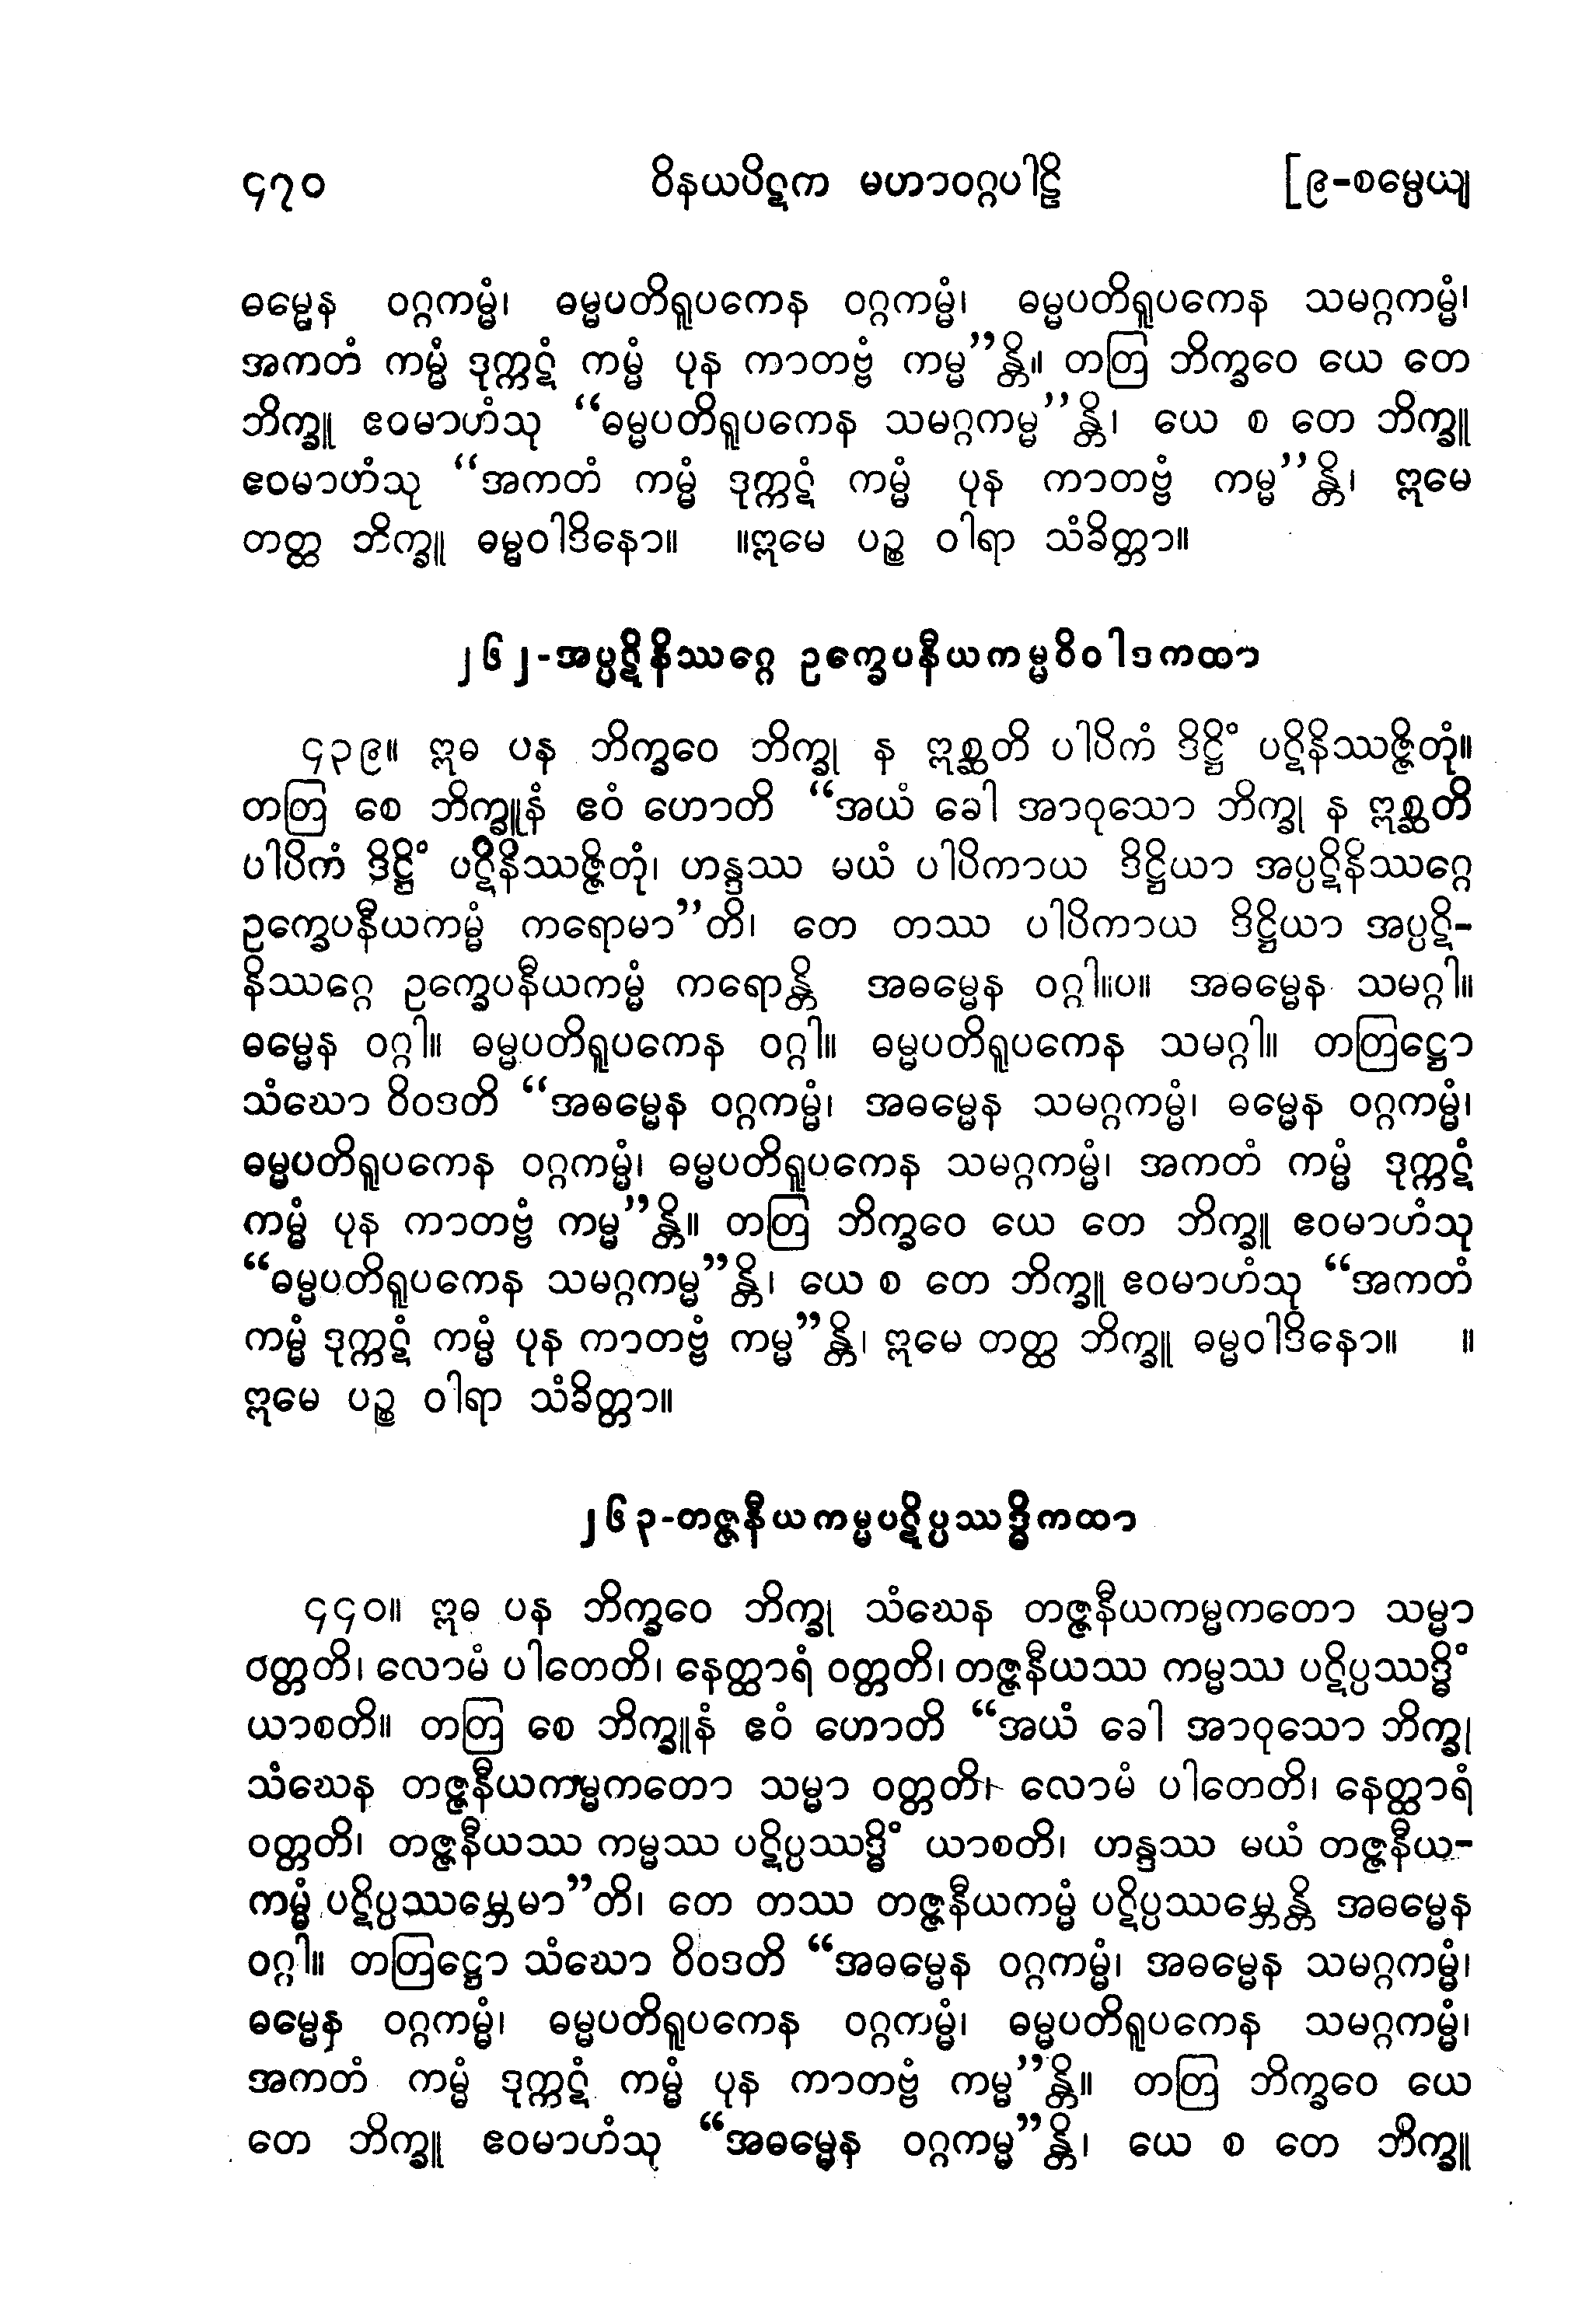 ၄၇၀ ဝိနယပိဋက မဟာဝဂ္ဂပါဠိ [၉-စမ္ပေယျ
ဓမ္မေန ဝဂ္ဂကမ္မံ၊ ဓမ္မပတိရူပကေန ဝဂ္ဂကမ္မံ၊ ဓမ္မပတိရူပကေန သမဂ္ဂကမ္မံ၊
အကတံ ကမ္မံ ဒုက္ကဋံ ကမ္မံ ပုန ကာတဗ္ဗံ ကမ္မ”န္တိ။ တတြ ဘိက္ခဝေ ယေ တေ
ဘိက္ခူ ဧဝမာဟံသု “ဓမ္မပတိရူပကေန သမဂ္ဂကမ္မ”န္တိ၊ ယေ စ တေ ဘိက္ခူ
ဧဝမာဟံသု “အကတံ ကမ္မံ ဒုက္ကဋံ ကမ္မံ ပုန ကာတဗ္ဗံ ကမ္မ”န္တိ၊ ဣမေ
တတ္ထ ဘိက္ခူ ဓမ္မဝါဒိနော။ ။ဣမေ ပဉ္စ ဝါရာ သံခိတ္တာ။
၂၆၂-အပ္ပဋိနိဿဂ္ဂေ ဥက္ခေပနီယကမ္မဝိဝါဒကထာ
၄၃၉။ ဣဓ ပန ဘိက္ခဝေ ဘိက္ခု န ဣစ္ဆတိ ပါပိကံ ဒိဋ္ဌိံ ပဋိနိဿဇ္ဇိတုံ။
တတြ စေ ဘိက္ခူနံ ဧဝံ ဟောတိ “အယံ ခေါ အာဝုသော ဘိက္ခု န ဣစ္ဆတိ
ပါပိကံ ဒိဋ္ဌိံ ပဋိနိဿဇ္ဇိတုံ၊ ဟန္ဒဿ မယံ ပါပိကာယ ဒိဋ္ဌိယာ အပ္ပဋိနိဿဂ္ဂေ
ဥက္ခေပနီယကမ္မံ ကရောမာ”တိ၊ တေ တဿ ပါပိကာယ ဒိဋ္ဌိယာ အပ္ပဋိ-
နိဿဂ္ဂေ ဥက္ခေပနီယကမ္မံ ကရောန္တိ အဓမ္မေန ဝဂ္ဂါ။ပ။ အဓမ္မေန သမဂ္ဂါ။
ဓမ္မေန ဝဂ္ဂါ။ ဓမ္မပတိရူပကေန ဝဂ္ဂါ။ ဓမ္မပတိရူပကေန သမဂ္ဂါ။ တတြဋ္ဌော
သံဃော ဝိဝဒတိ “အဓမ္မေန ဝဂ္ဂကမ္မံ၊ အဓမ္မေန သမဂ္ဂကမ္မံ၊ ဓမ္မေန ဝဂ္ဂကမ္မံ၊
ဓမ္မပတိရူပကေန ဝဂ္ဂကမ္မံ၊ ဓမ္မပတိရူပကေန သမဂ္ဂကမ္မံ၊ အကတံ ကမ္မံ ဒုက္ကဋံ
ကမ္မံ ပုန ကာတဗ္ဗံ ကမ္မ”န္တိ။ တတြ ဘိက္ခဝေ ယေ တေ ဘိက္ခူ ဧဝမာဟံသု
“ဓမ္မပတိရူပကေန သမဂ္ဂကမ္မ”န္တိ၊ ယေ စ တေ ဘိက္ခူ ဧဝမာဟံသု “အကတံ
ကမ္မံ ဒုက္ကဋံ ကမ္မံ ပုန ကာတဗ္ဗံ ကမ္မ”န္တိ၊ ဣမေ တတ္ထ ဘိက္ခူ ဓမ္မဝါဒိနော။ ။
ဣမေ ပဉ္စ ဝါရာ သံခိတ္တာ။
၂၆၃-တဇ္ဇနီယကမ္မပဋိပ္ပဿဒ္ဓိကထာ
၄၄၀။ ဣဓ ပန ဘိက္ခဝေ ဘိက္ခု သံဃေန တဇ္ဇနီယကမ္မကတော သမ္မာ
ဝတ္တတိ၊ လောမံ ပါတေတိ၊ နေတ္ထာရံ ဝတ္တတိ၊ တဇ္ဇနီယဿ ကမ္မဿ ပဋိပ္ပဿဒ္ဓိံ
ယာစတိ။ တတြ စေ ဘိက္ခူနံ ဧဝံ ဟောတိ “အယံ ခေါ အာဝုသော ဘိက္ခု
သံဃေန တဇ္ဇနီယကမ္မကတော သမ္မာ ဝတ္တတိ၊ လောမံ ပါတေတိ၊ နေတ္ထာရံ
ဝတ္တတိ၊ တဇ္ဇနီယဿ ကမ္မဿ ပဋိပ္ပဿဒ္ဓိံ ယာစတိ၊ ဟန္ဒဿ မယံ တဇ္ဇနီယ-
ကမ္မံ ပဋိပ္ပဿမ္ဘေမာ”တိ၊ တေ တဿ တဇ္ဇနီယကမ္မံ ပဋိပ္ပဿမ္ဘေန္တိ အဓမ္မေန
ဝဂ္ဂါ။ တတြဋ္ဌော သံဃော ဝိဝဒတိ “အဓမ္မေန ဝဂ္ဂကမ္မံ၊ အဓမ္မေန သမဂ္ဂကမ္မံ၊
ဓမ္မေန ဝဂ္ဂကမ္မံ၊ ဓမ္မပတိရူပကေန ဝဂ္ဂကမ္မံ၊ ဓမ္မပတိရူပကေန သမဂ္ဂကမ္မံ၊
အကတံ ကမ္မံ ဒုက္ကဋံ ကမ္မံ ပုန ကာတဗ္ဗံ ကမ္မ”န္တိ။ တတြ ဘိက္ခဝေ ယေ
တေ ဘိက္ခူ ဧဝမာဟံသု “အဓမ္မေန ဝဂ္ဂကမ္မ”န္တိ၊ ယေ စ တေ ဘိက္ခူ